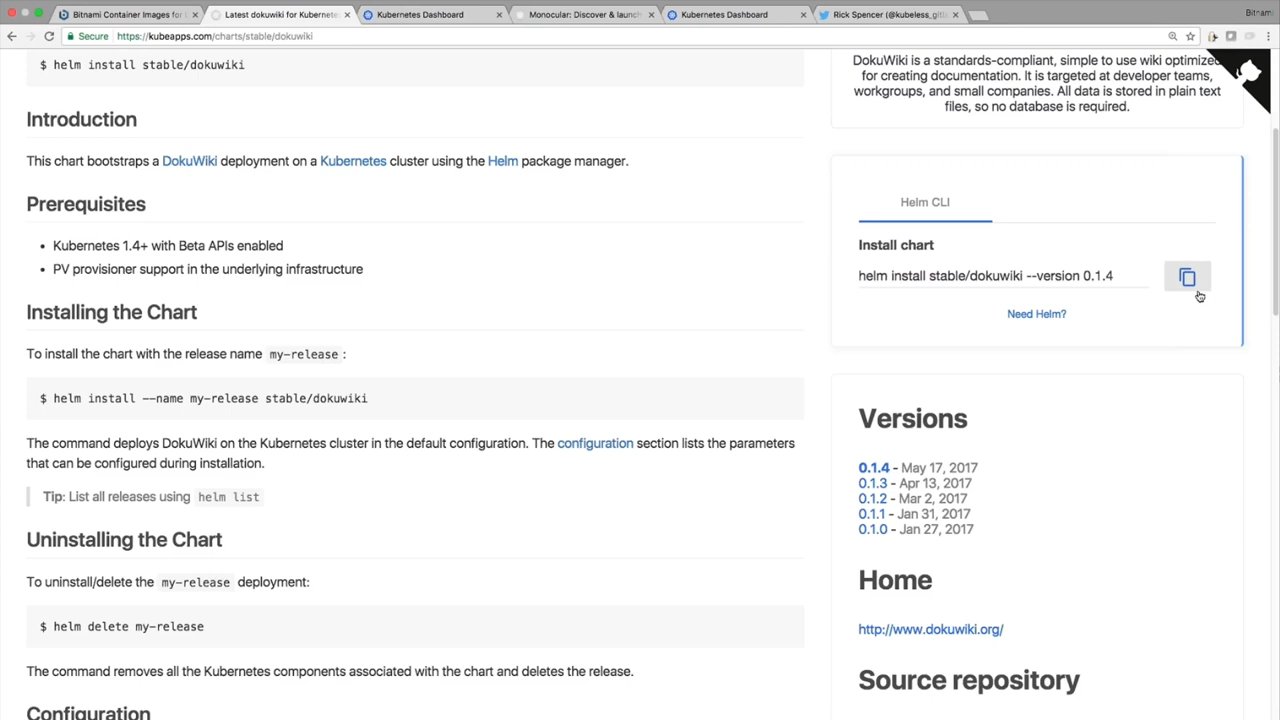 Bitnami Container Images for
Latest dokuwiki for Kubernete
Kubernetes Dashboard
Monocular: Discover & launch
Kubernetes Dashboard
Rick Spencer (@kubeless_gitla
Bitnami
Secure
https://kubeapps.com/charts/stable/dokuwiki
$ helm install stable/dokuwiki
Introduction
This chart bootstraps a DokuWiki deployment on a Kubernetes cluster using the Helm package manager.
Prerequisites
• Kubernetes 1.4+ with Beta APIs enabled
• PV provisioner support in the underlying infrastructure
Installing the Chart
To install the chart with the release name my-release :
$ helm install --name my-release stable/dokuwiki
The command deploys DokuWiki on the Kubernetes cluster in the default configuration. The configuration section lists the parameters
that can be configured during installation.
Tip: List all releases using helm list
Uninstalling the Chart
To uninstall/delete the my-release deployment:
$ helm delete my-release
The command removes all the Kubernetes components associated with the chart and deletes the release.
Configuration
DokuWiki is a standards-compliant, simple to use wiki optimized
for creating documentation. It is targeted at developer teams,
workgroups, and small companies. All data is stored in plain text
files, so no database is required.
Helm CLI
Install chart
helm install stable/dokuwiki --version 0.1.4
Need Helm?
Versions
0.1.4 - May 17, 2017
0.1.3 - Apr 13, 2017
0.1.2 - Mar 2, 2017
0.1.1 - Jan 31, 2017
0.1.0 - Jan 27, 2017
Home
http://www.dokuwiki.org/
Source repository